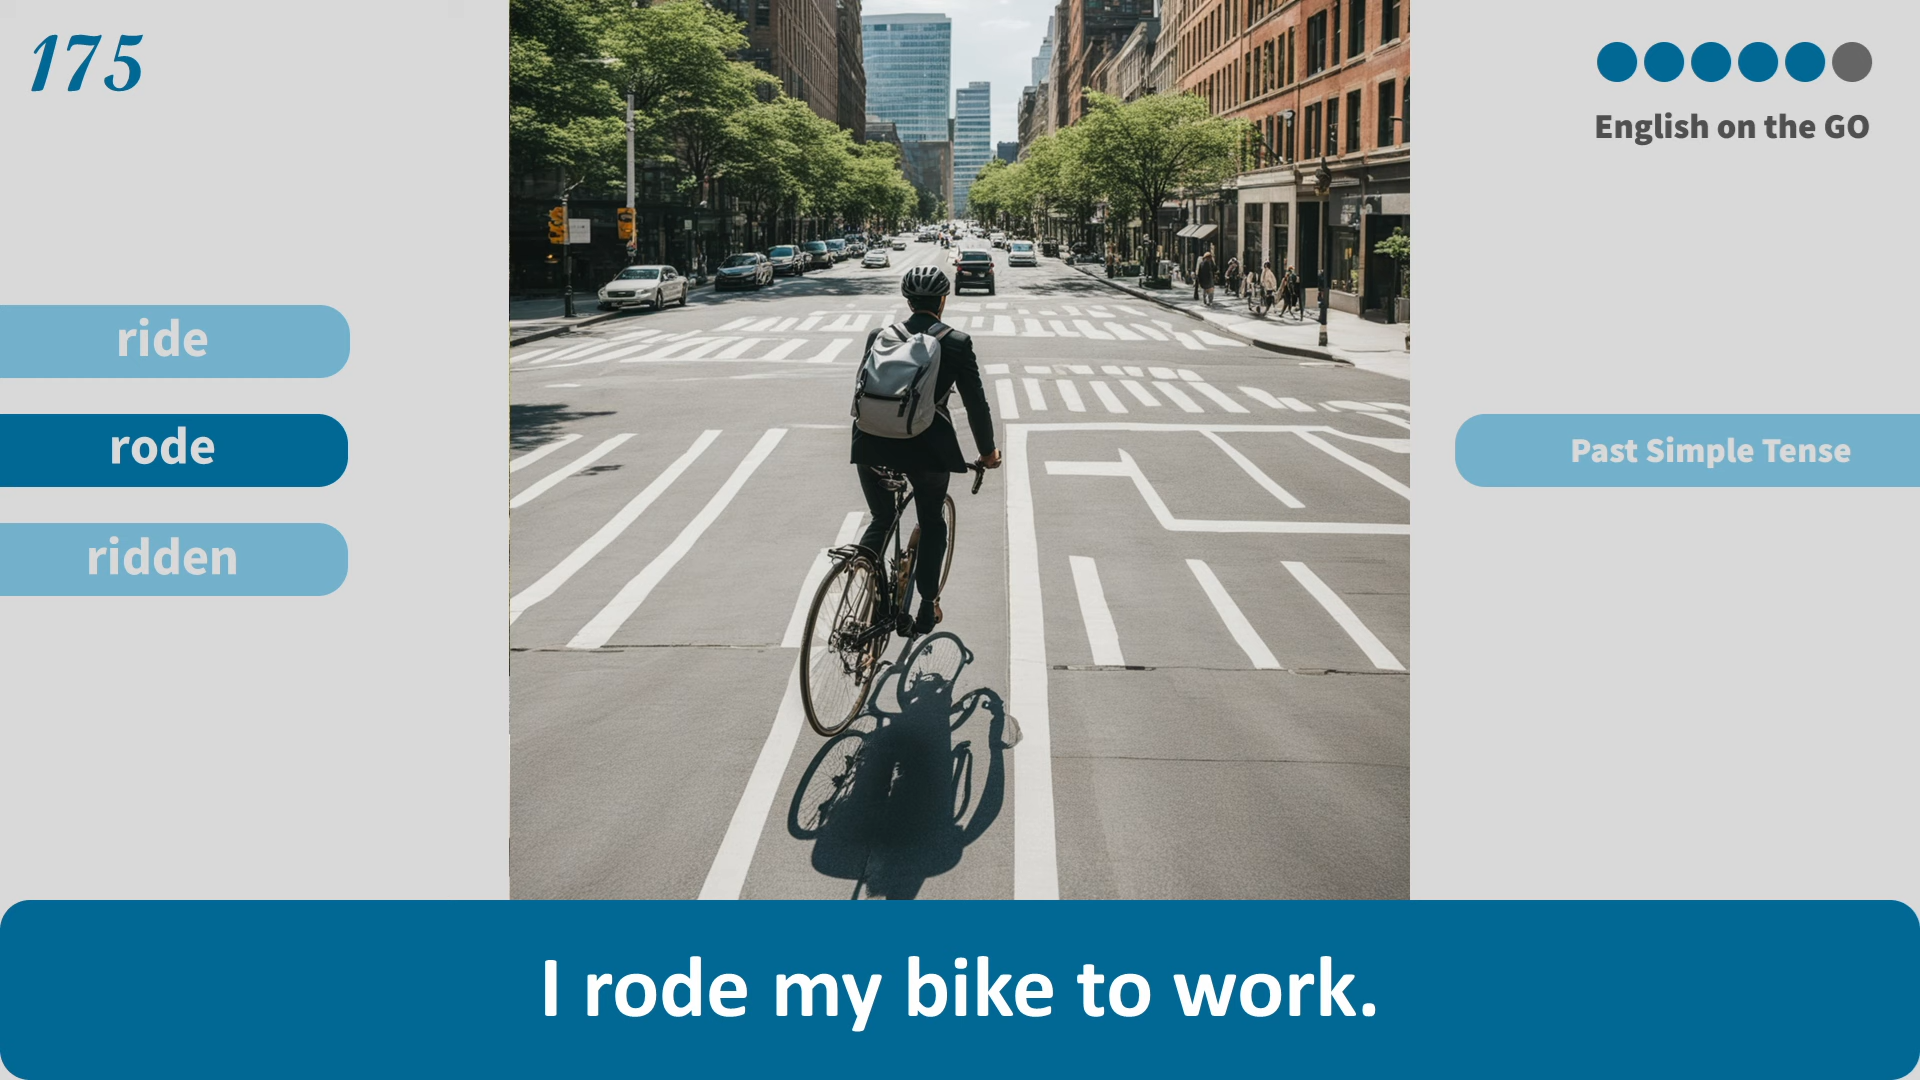 175
English on the GO
ride
rode
ridden
Past Simple Tense
I rode my bike to work.